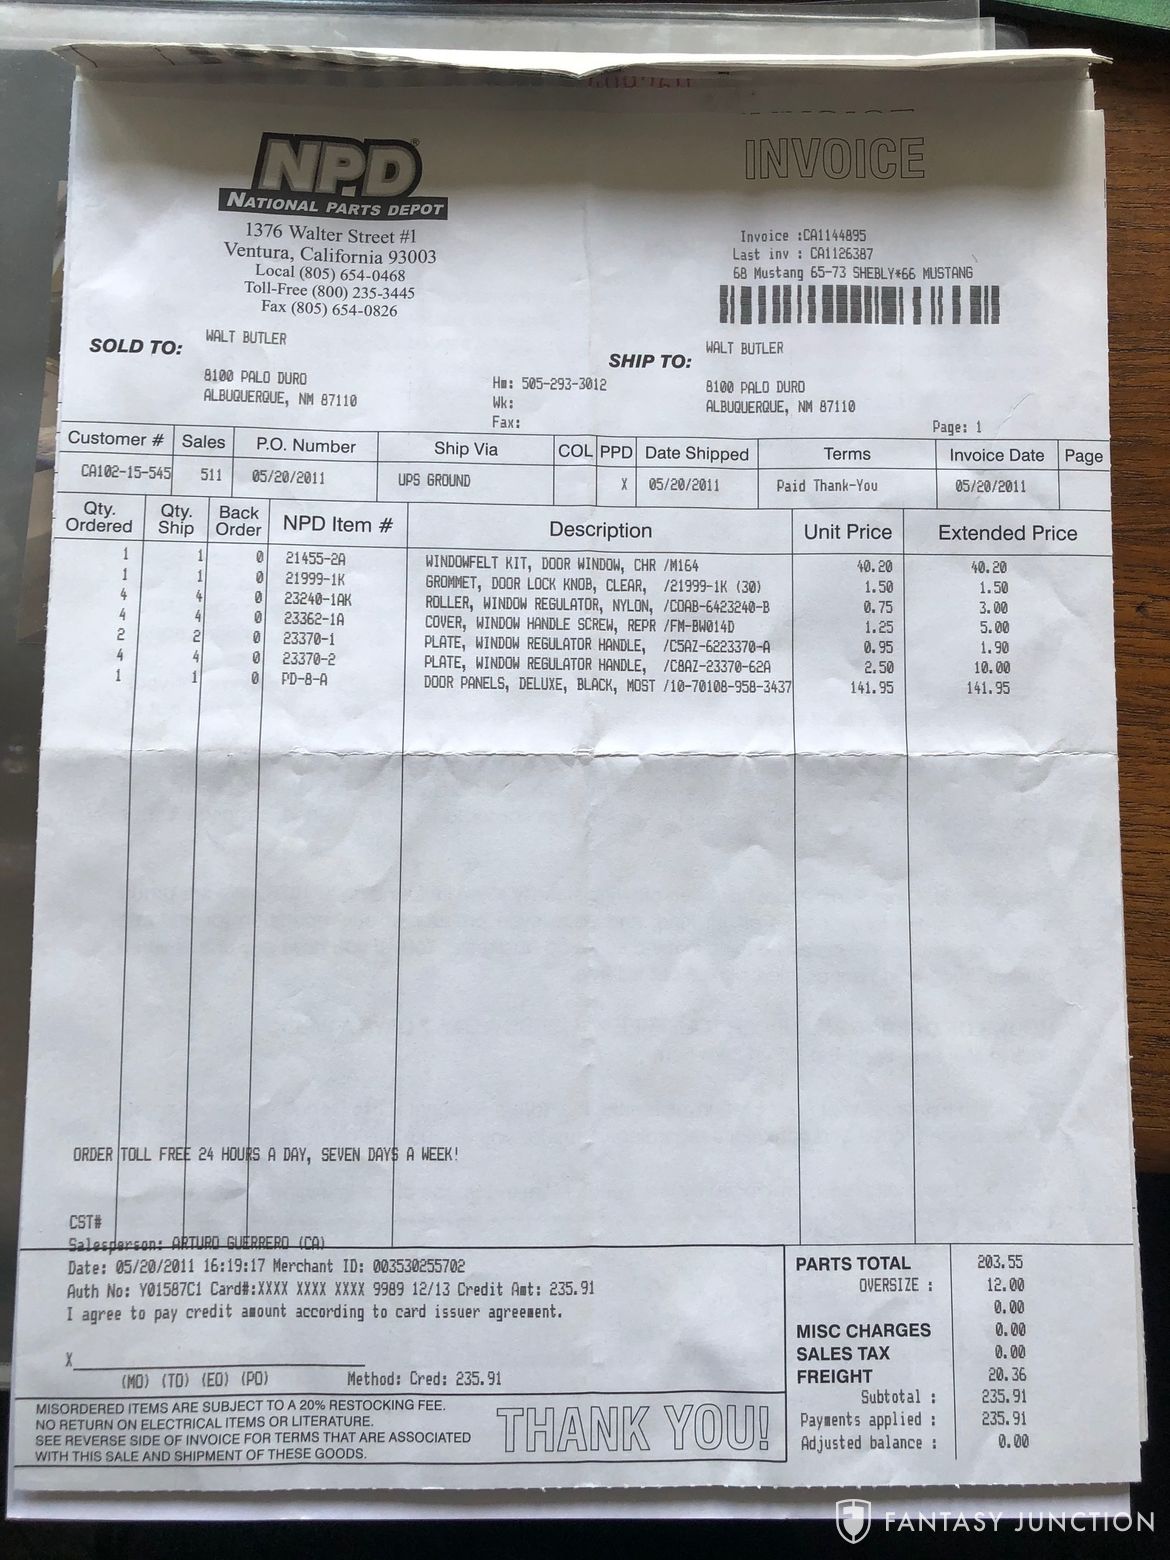 NPD®
NATIONAL PARTS DEPOT
1376 Walter Street #1
Ventura, California 93003
Local (805) 654-0468
Toll-Free (800) 235-3445
Fax (805) 654-0826
INVOICE
Invoice :CA1144895
Last inv : CA1126387
68 Mustang 65-73 SHEBLY*66 MUSTANG
SOLD TO: WALT BUTLER
8100 PALO DURO
ALBUQUERQUE, NM 87110
Hm: 505-293-3012
Wk:
Fax:
SHIP TO: WALT BUTLER
8100 PALO DURO
ALBUQUERQUE, NM 87110
Page: 1
Customer # Sales P.O. Number Ship Via COL PPD Date Shipped Terms Invoice Date Page
CA102-15-545 511 05/20/2011 UPS GROUND X 05/20/2011 Paid Thank-You 05/20/2011
Qty. Ordered Qty. Ship Back Order NPD Item # Description Unit Price Extended Price
1 1 0 21455-2A WINDOWFELT KIT, DOOR WINDOW, CHR /M164 40.20 40.20
1 1 0 21999-1K GROMMET, DOOR LOCK KNOB, CLEAR, /21999-1K (30) 1.50 1.50
4 4 0 23240-1AK ROLLER, WINDOW REGULATOR, NYLON, /COAB-6423240-B 0.75 3.00
4 4 0 23362-1A COVER, WINDOW HANDLE SCREW, REPR /FM-BW014D 1.25 5.00
2 2 0 23370-1 PLATE, WINDOW REGULATOR HANDLE, /C5AZ-6223370-A 0.95 1.90
4 4 0 23370-2 PLATE, WINDOW REGULATOR HANDLE, /C8AZ-23370-62A 2.50 10.00
1 1 0 PD-8-A DOOR PANELS, DELUXE, BLACK, MOST /10-70108-958-3437 141.95 141.95
ORDER TOLL FREE 24 HOURS A DAY, SEVEN DAYS A WEEK!
CST#
Salesperson: ARTURO GUERRERO (CA)
Date: 05/20/2011 16:19:17 Merchant ID: 003530255702
Auth No: Y01587C1 Card#:XXXX XXXX XXXX 9989 12/13 Credit Amt: 235.91
I agree to pay credit amount according to card issuer agreement.
X
(MO) (TO) (EO) (PO) Method: Cred: 235.91
MISORDERED ITEMS ARE SUBJECT TO A 20% RESTOCKING FEE.
NO RETURN ON ELECTRICAL ITEMS OR LITERATURE.
SEE REVERSE SIDE OF INVOICE FOR TERMS THAT ARE ASSOCIATED
WITH THIS SALE AND SHIPMENT OF THESE GOODS.
THANK YOU!
PARTS TOTAL 203.55
OVERSIZE : 12.00
0.00
MISC CHARGES 0.00
SALES TAX 0.00
FREIGHT 20.36
Subtotal : 235.91
Payments applied : 235.91
Adjusted balance : 0.00
FANTASY JUNCTION